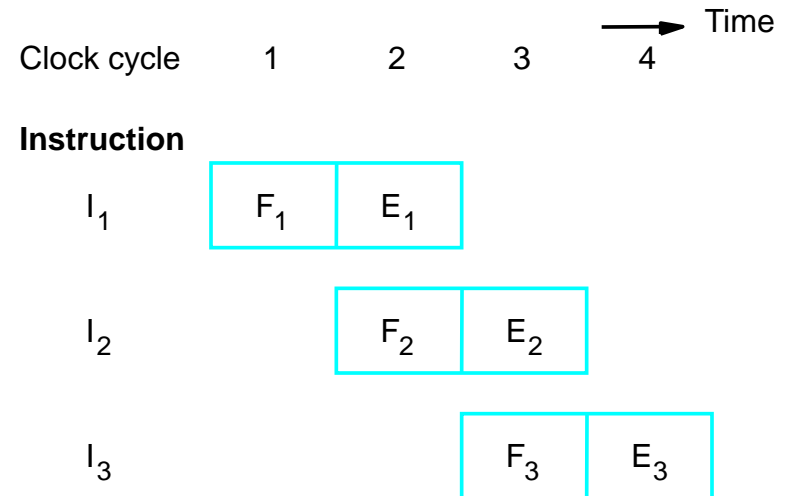 Time
Clock cycle 1 2 3 4
Instruction
I1 F1 E1
I2 F2 E2
I3 F3 E3